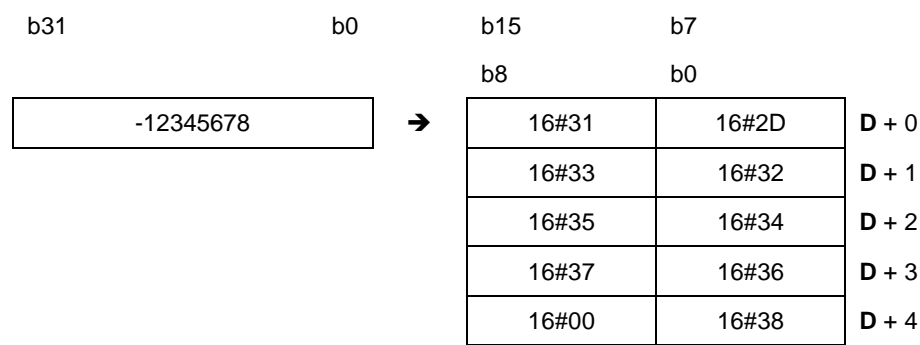 b31 b0 b15 b7
b8 b0
-12345678 ➔ 16#31 16#2D D + 0
16#33 16#32 D + 1
16#35 16#34 D + 2
16#37 16#36 D + 3
16#00 16#38 D + 4